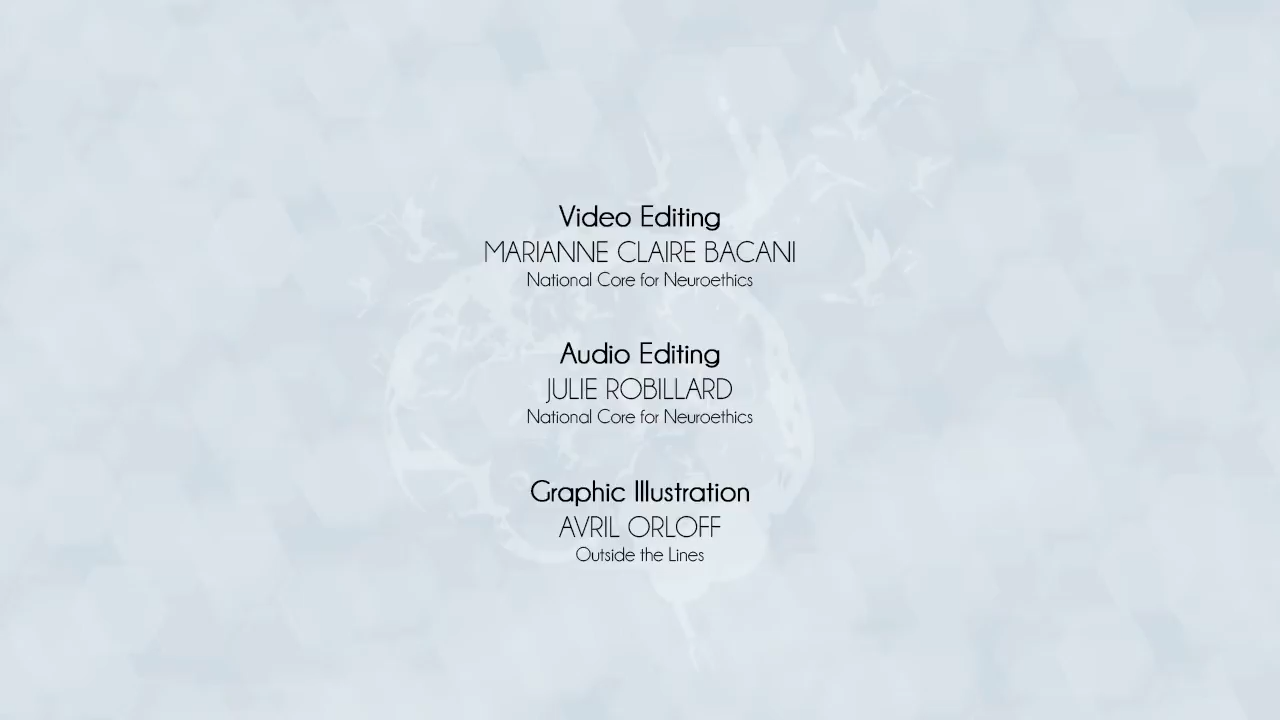 Video Editing
MARIANNE CLAIRE BACANI
National Core for Neuroethics
Audio Editing
JULIE ROBILLARD
National Core for Neuroethics
Graphic Illustration
AVRIL ORLOFF
Outside the Lines